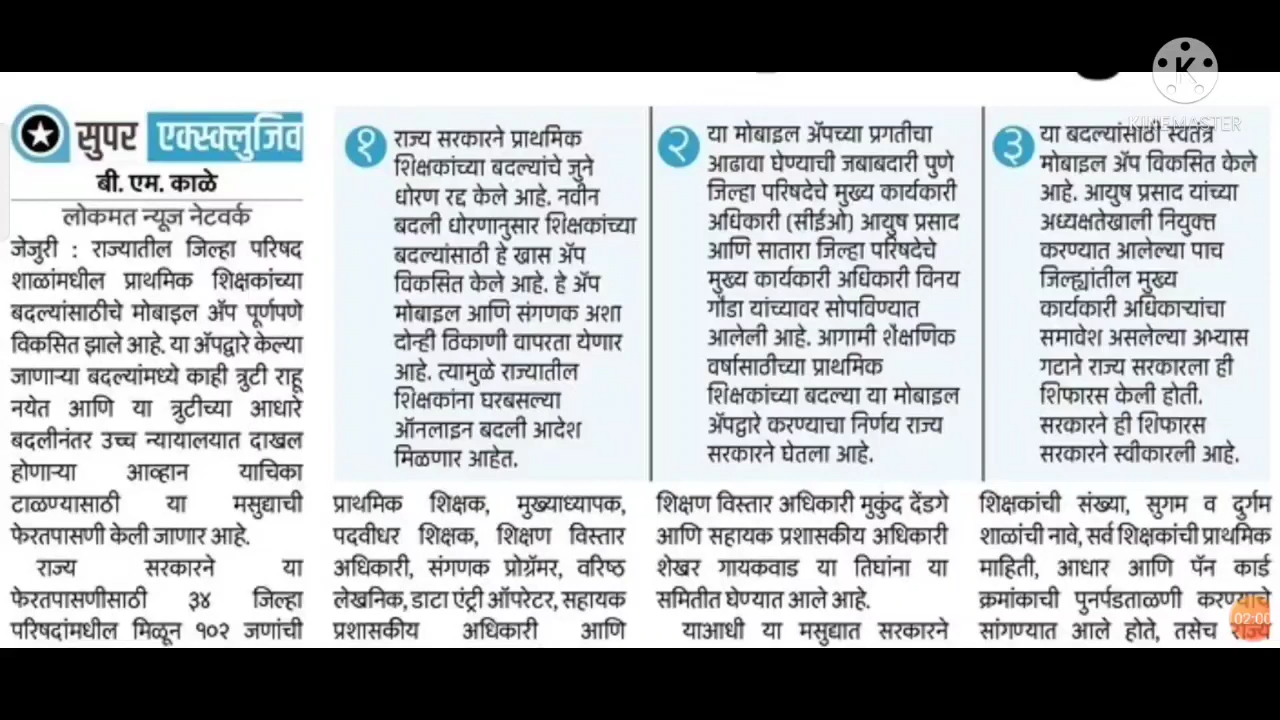 सुपर एक्स्क्लुजिव
बी. एम. काळे
लोकमत न्यूज नेटवर्क
जेजुरी : राज्यातील जिल्हा परिषद
शाळांमधील प्राथमिक शिक्षकांच्या
बदल्यांसाठीचे मोबाइल ॲप पूर्णपणे
विकसित झाले आहे. या ॲपद्वारे केल्या
जाणाऱ्या बदल्यांमध्ये काही त्रुटी राहू
नयेत आणि या त्रुटीच्या आधारे
बदलीनंतर उच्च न्यायालयात दाखल
होणाऱ्या आव्हान याचिका
टाळण्यासाठी या मसुद्याची
फेरतपासणी केली जाणार आहे.
राज्य सरकारने या
फेरतपासणीसाठी ३४ जिल्हा
परिषदांमधील मिळून १०२ जणांची
१
राज्य सरकारने प्राथमिक
शिक्षकांच्या बदल्यांचे जुने
धोरण रद्द केले आहे. नवीन
बदली धोरणानुसार शिक्षकांच्या
बदल्यांसाठी हे खास ॲप
विकसित केले आहे. हे ॲप
मोबाइल आणि संगणक अशा
दोन्ही ठिकाणी वापरता येणार
आहे. त्यामुळे राज्यातील
शिक्षकांना घरबसल्या
ऑनलाइन बदली आदेश
मिळणार आहेत.
२
या मोबाइल ॲपच्या प्रगतीचा
आढावा घेण्याची जबाबदारी पुणे
जिल्हा परिषदेचे मुख्य कार्यकारी
अधिकारी (सीईओ) आयुष प्रसाद
आणि सातारा जिल्हा परिषदेचे
मुख्य कार्यकारी अधिकारी विनय
गौडा यांच्यावर सोपविण्यात
आलेली आहे. आगामी शैक्षणिक
वर्षासाठीच्या प्राथमिक
शिक्षकांच्या बदल्या या मोबाइल
ॲपद्वारे करण्याचा निर्णय राज्य
सरकारने घेतला आहे.
३
या बदल्यांसाठी स्वतंत्र
मोबाइल ॲप विकसित केले
आहे. आयुष प्रसाद यांच्या
अध्यक्षतेखाली नियुक्त
करण्यात आलेल्या पाच
जिल्ह्यांतील मुख्य
कार्यकारी अधिकाऱ्यांचा
समावेश असलेल्या अभ्यास
गटाने राज्य सरकारला ही
शिफारस केली होती.
सरकारने ही शिफारस
सरकारने स्वीकारली आहे.
प्राथमिक शिक्षक, मुख्याध्यापक,
पदवीधर शिक्षक, शिक्षण विस्तार
अधिकारी, संगणक प्रोग्रॅमर, वरिष्ठ
लेखनिक, डाटा एंट्री ऑपरेटर, सहायक
प्रशासकीय अधिकारी आणि
शिक्षण विस्तार अधिकारी मुकुंद देंडगे
आणि सहायक प्रशासकीय अधिकारी
शेखर गायकवाड या तिघांना या
समितीत घेण्यात आले आहे.
याआधी या मसुद्यात सरकारने
शिक्षकांची संख्या, सुगम व दुर्गम
शाळांची नावे, सर्व शिक्षकांची प्राथमिक
माहिती, आधार आणि पॅन कार्ड
क्रमांकाची पुनर्पडताळणी करण्याचे
सांगण्यात आले होते, तसेच राज्य
K
KINEMASTER
02:00